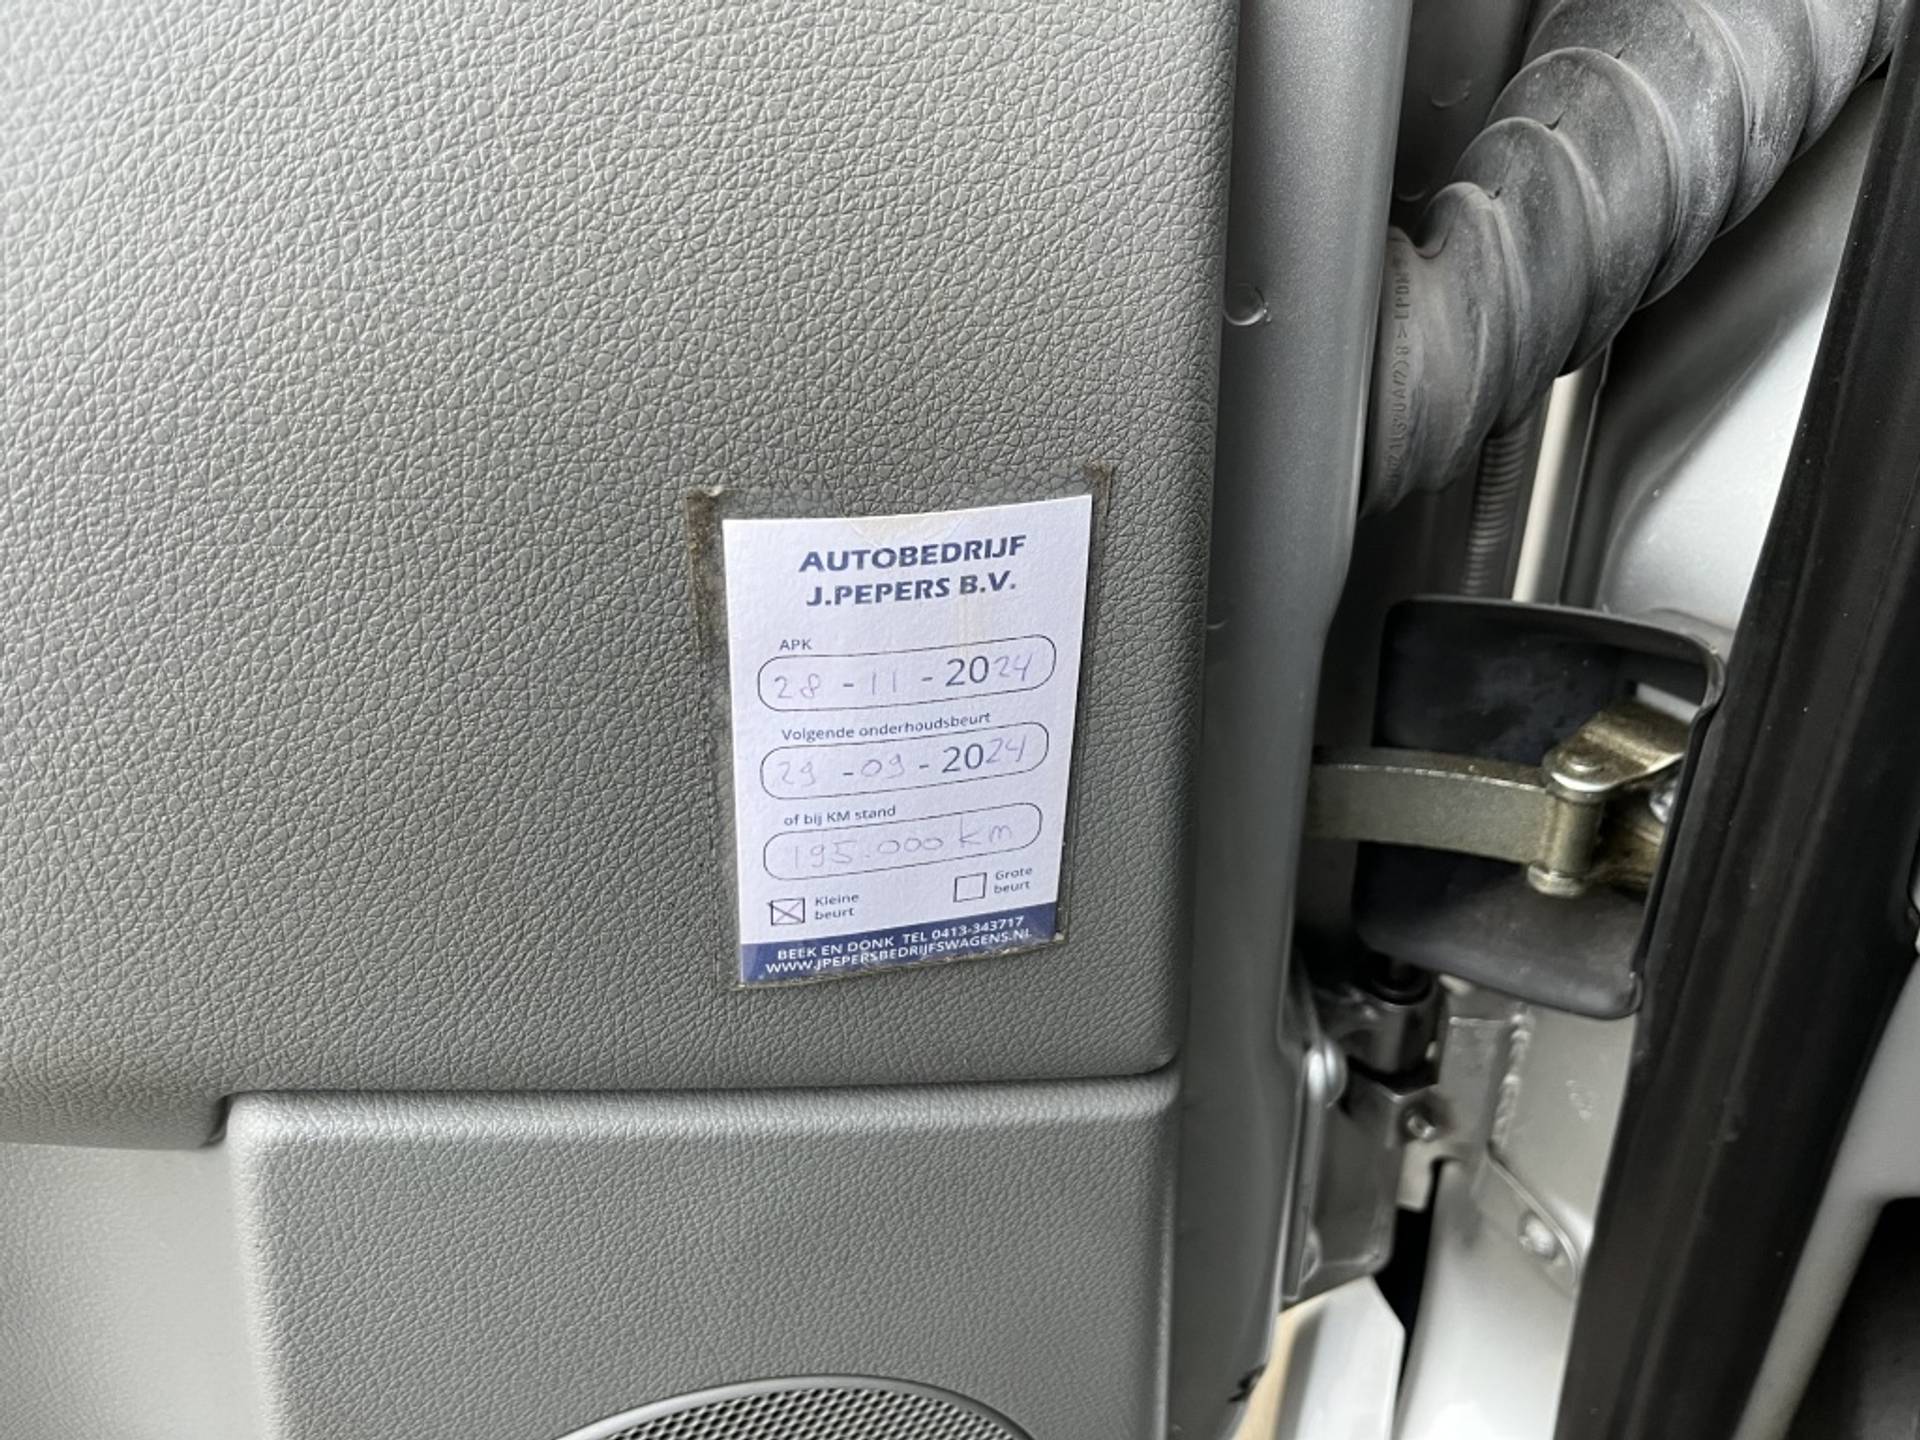 AUTOBEDRIJF
J.PEPERS B.V.
APK
28 - 11 - 2024
Volgende onderhoudsbeurt
29 - 09 - 2024
of bij KM stand
195.000 km
Kleine
beurt
Grote
beurt
BEEK EN DONK TEL 0413-343717
WWW.JPEPERSBEDRIJFSWAGENS.NL